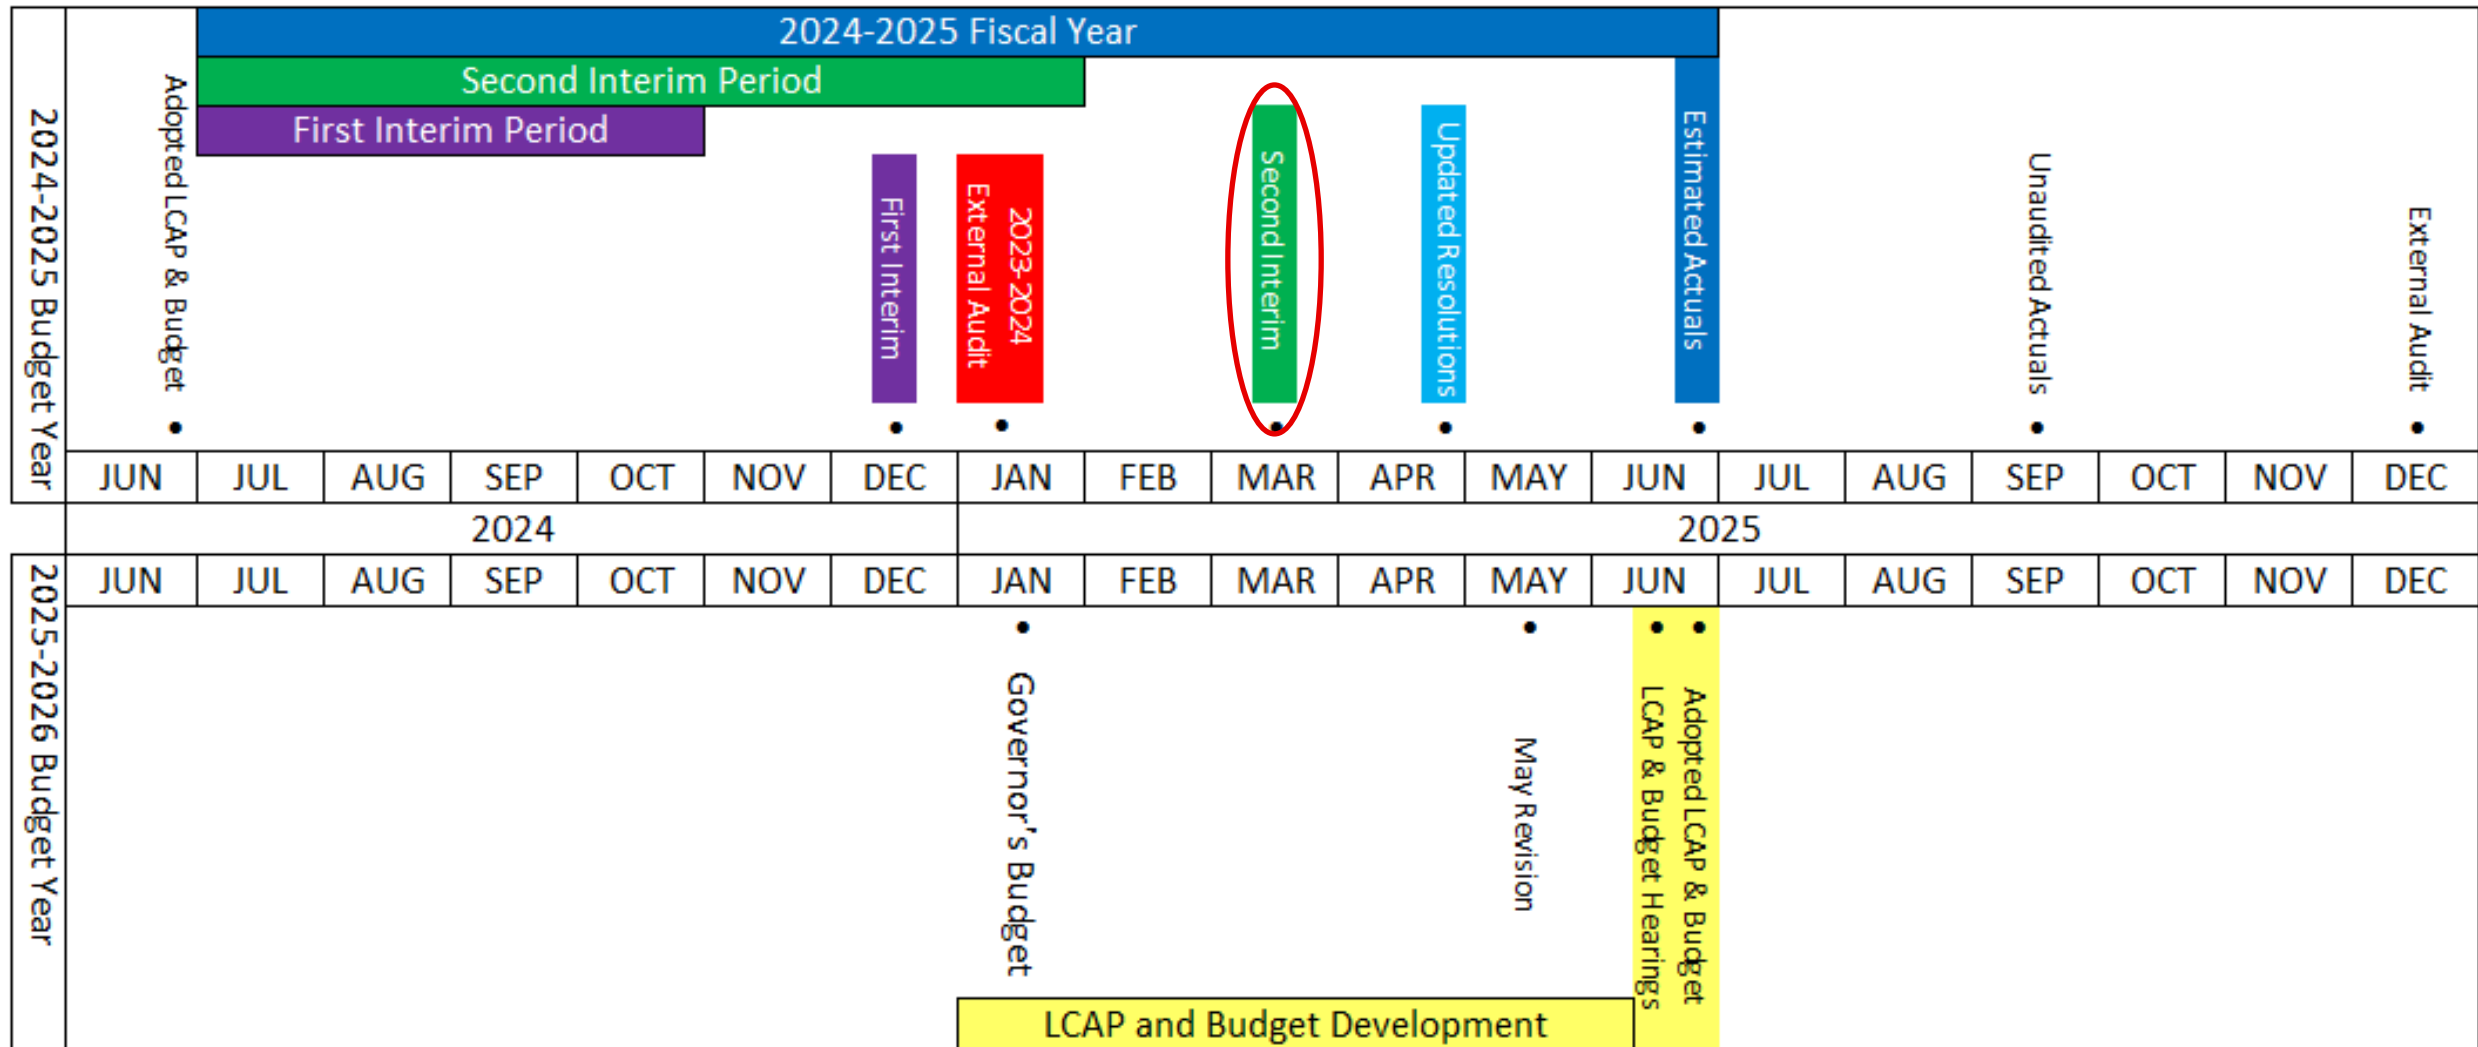 2024-2025 Budget Year
2024-2025 Fiscal Year
Second Interim Period
First Interim Period
Adopted LCAP & Budget
First Interim
2023-2024
External Audit
Second Interim
Updated Resolutions
Estimated Actuals
Unaudited Actuals
External Audit
JUN JUL AUG SEP OCT NOV DEC JAN FEB MAR APR MAY JUN JUL AUG SEP OCT NOV DEC
2024 2025
JUN JUL AUG SEP OCT NOV DEC JAN FEB MAR APR MAY JUN JUL AUG SEP OCT NOV DEC
2025-2026 Budget Year
Governor's Budget
May Revision
LCAP & Budget Hearings
Adopted LCAP & Budget
LCAP and Budget Development